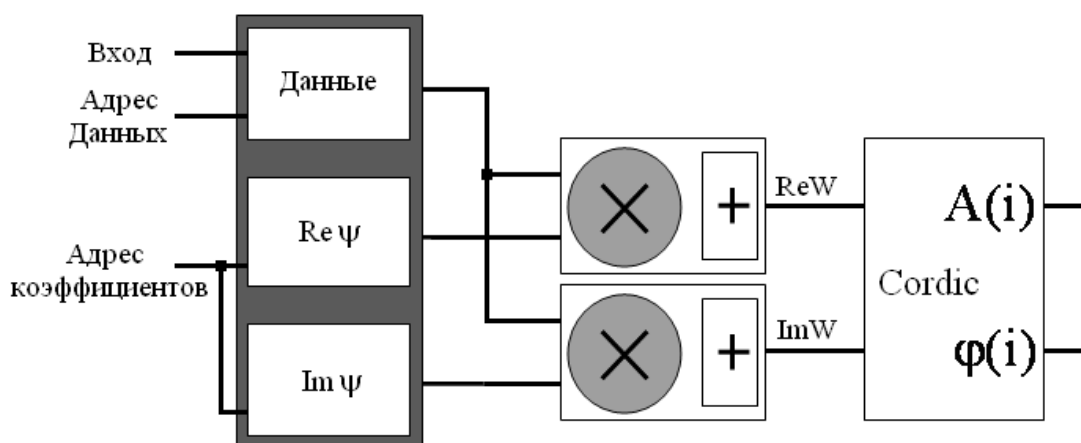 Вход
Адрес
Данных
Данные
Re ψ
Адрес
коэффициентов
Im ψ
×
+
ReW
×
+
ImW
Cordic
A(i)
φ(i)